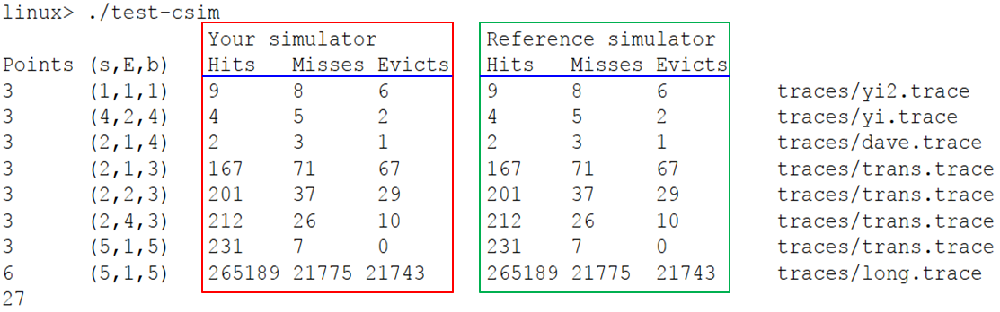 linux> ./test-csim
Your simulator Reference simulator
Points (s,E,b) Hits Misses Evicts Hits Misses Evicts
3 (1,1,1) 9 8 6 9 8 6 traces/yi2.trace
3 (4,2,4) 4 5 2 4 5 2 traces/yi.trace
3 (2,1,4) 2 3 1 2 3 1 traces/dave.trace
3 (2,1,3) 167 71 67 167 71 67 traces/trans.trace
3 (2,2,3) 201 37 29 201 37 29 traces/trans.trace
3 (2,4,3) 212 26 10 212 26 10 traces/trans.trace
3 (5,1,5) 231 7 0 231 7 0 traces/trans.trace
6 (5,1,5) 265189 21775 21743 265189 21775 21743 traces/long.trace
27